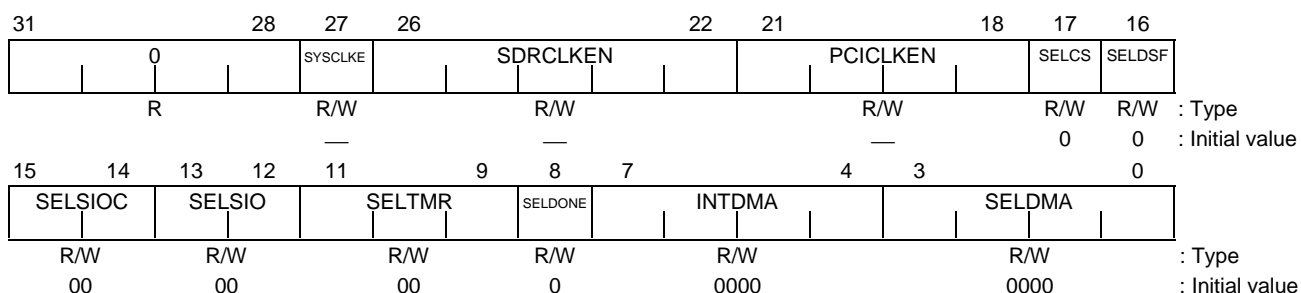 31 28 27 26 22 21 18 17 16
0 SYSCLKE SDRCLKEN PCICLKEN SELCS SELDSF
R R/W R/W R/W R/W R/W : Type
— — — 0 0 : Initial value
15 14 13 12 11 9 8 7 4 3 0
SELSIOC SELSIO SELTMR SELDONE INTDMA SELDMA
R/W R/W R/W R/W R/W R/W : Type
00 00 00 0 0000 0000 : Initial value